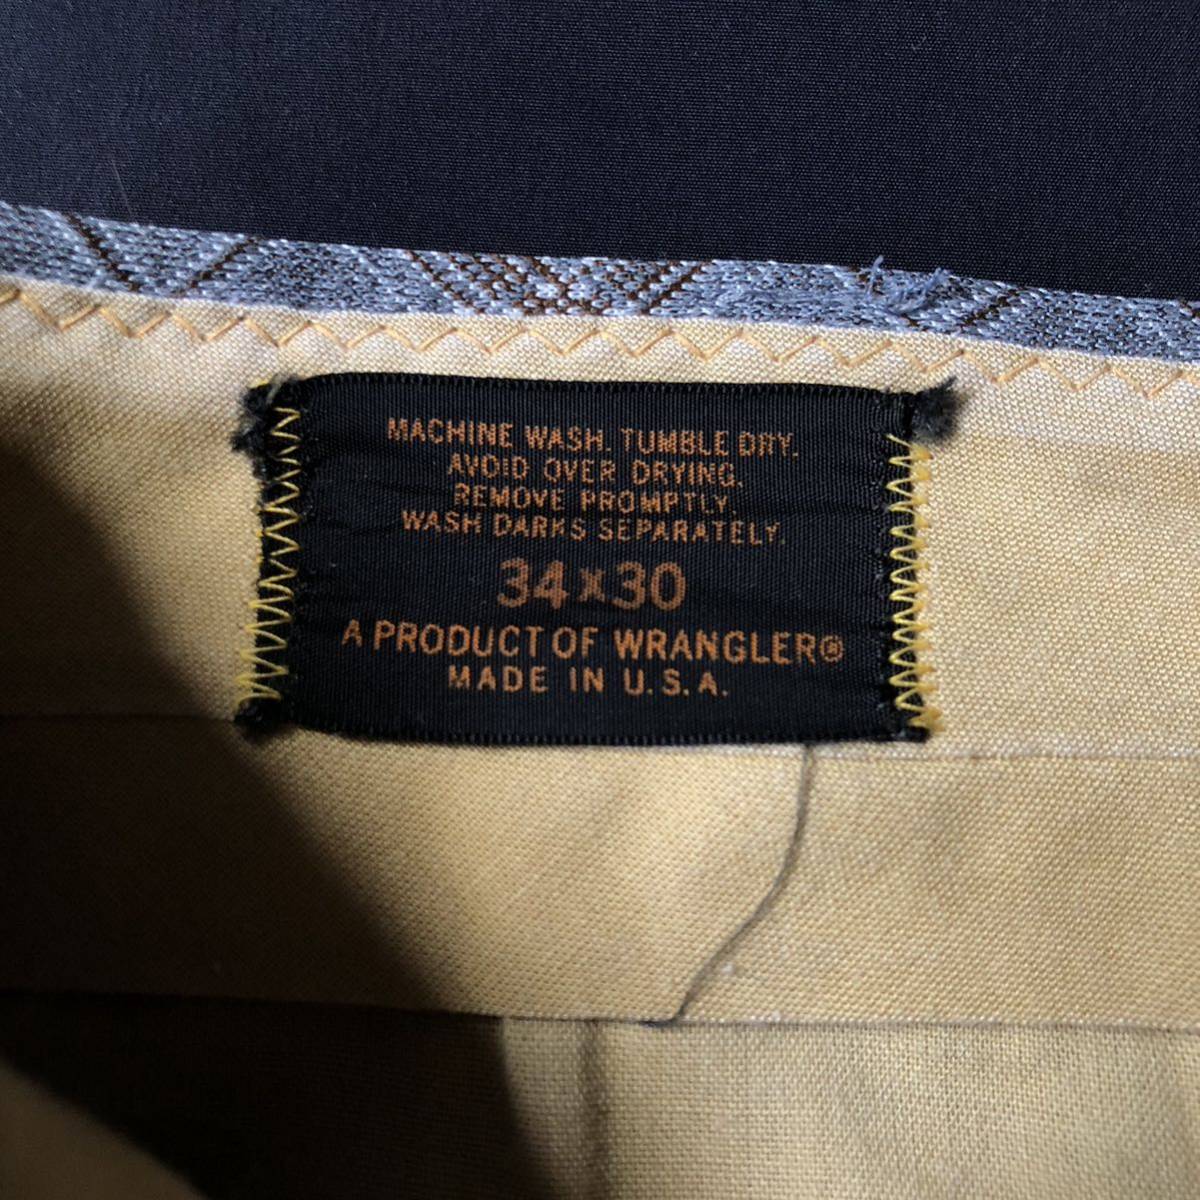 MACHINE WASH. TUMBLE DRY.
AVOID OVER DRYING.
REMOVE PROMPTLY.
WASH DARKS SEPARATELY.
34x30
A PRODUCT OF WRANGLER®
MADE IN U.S.A.